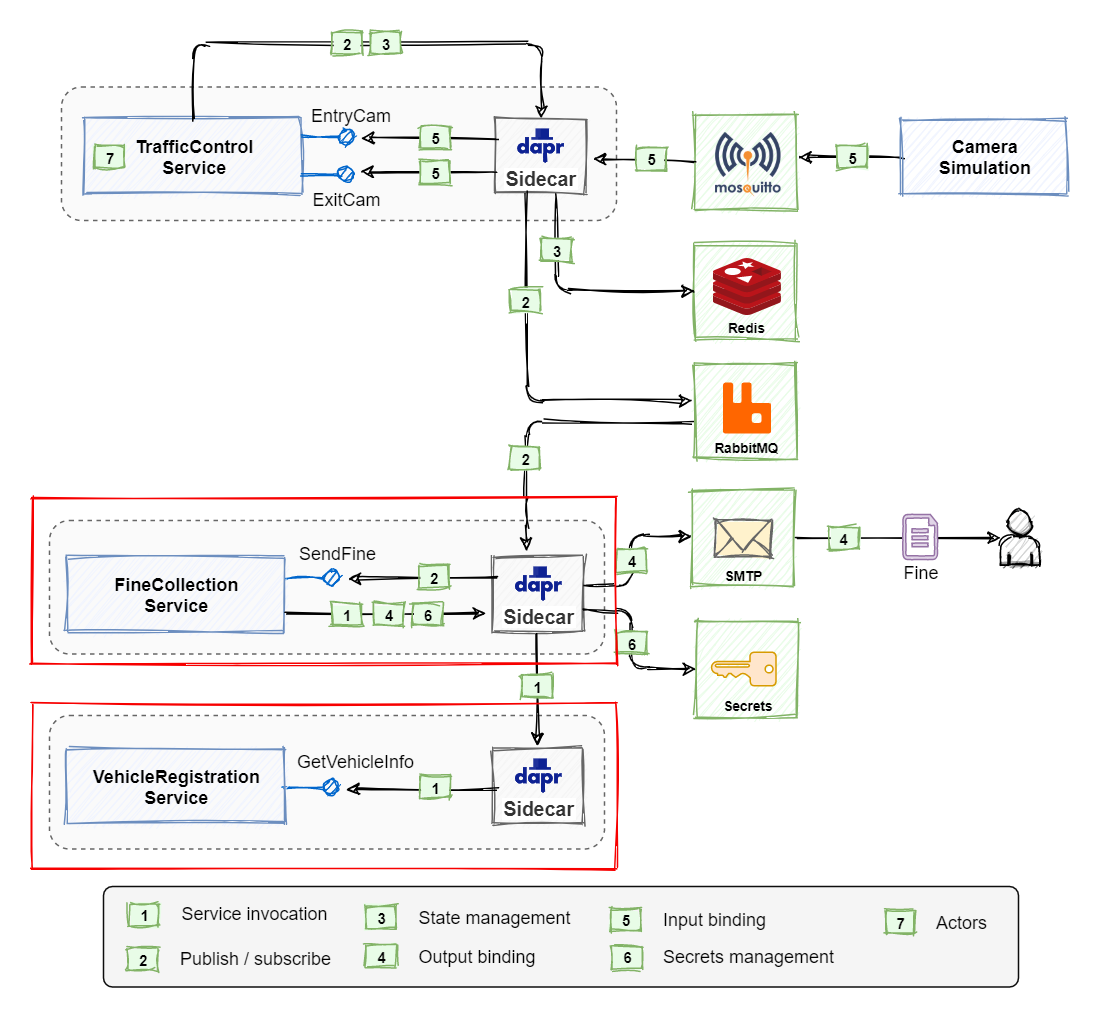 2 3
EntryCam
TrafficControl
Service
7
5
5
ExitCam
dapr
Sidecar
5
mosquitto
5
Camera
Simulation
3
Redis
2
RabbitMQ
2
SendFine
FineCollection
Service
2
1 4 6
dapr
Sidecar
4
SMTP
4
Fine
6
Secrets
1
GetVehicleInfo
VehicleRegistration
Service
1
dapr
Sidecar
1 Service invocation
3 State management
5 Input binding
7 Actors
2 Publish / subscribe
4 Output binding
6 Secrets management